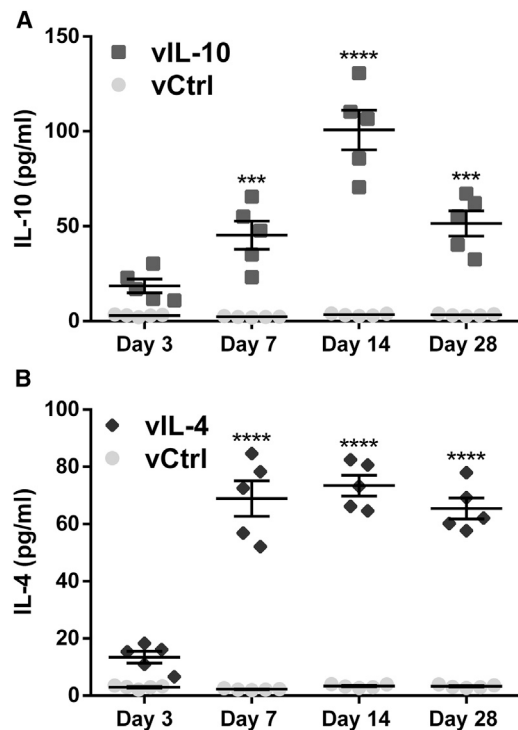 A
150
vIL-10
vCtrl
****
100
***
***
50
0
IL-10 (pg/ml)
Day 3 Day 7 Day 14 Day 28
B
100
vIL-4
vCtrl
****
****
****
80
60
40
20
0
IL-4 (pg/ml)
Day 3 Day 7 Day 14 Day 28